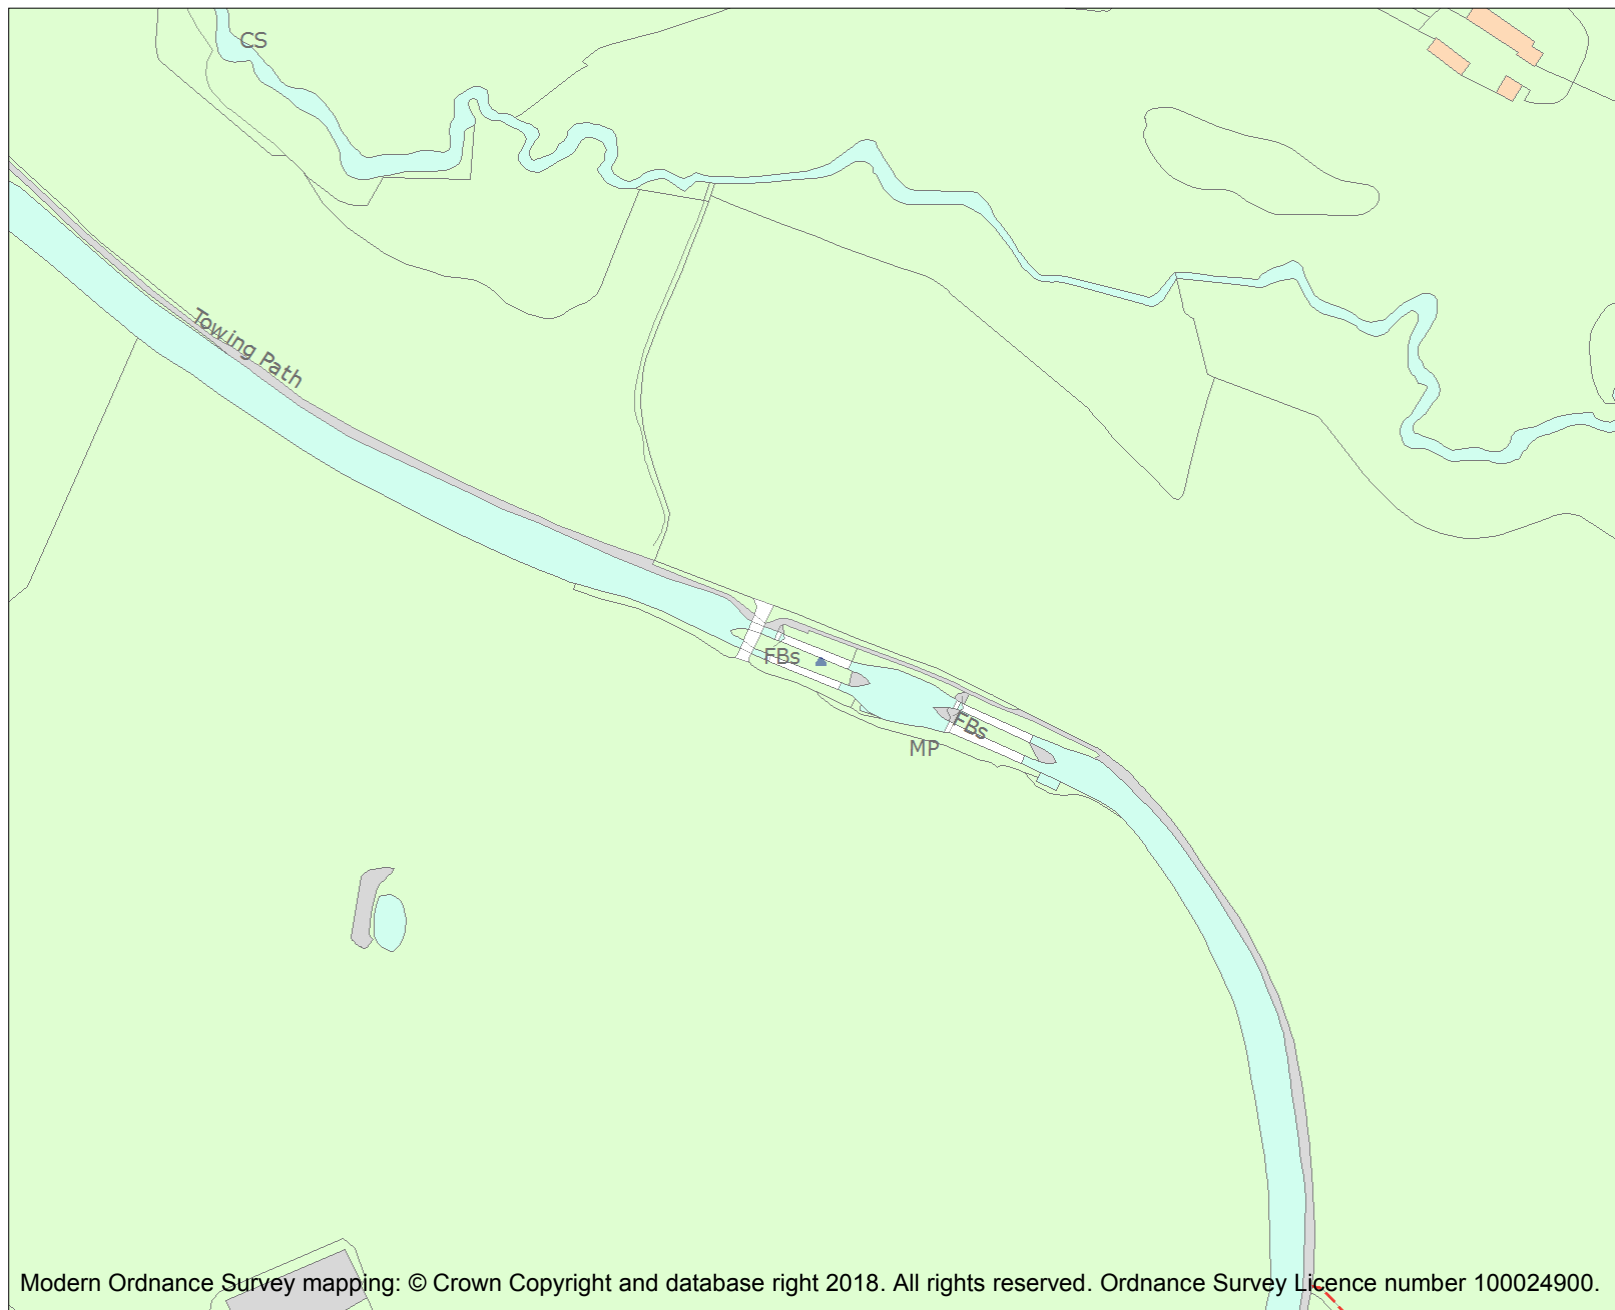 CS
Towing Path
FBs
FBs
MP
Modern Ordnance Survey mapping: © Crown Copyright and database right 2018. All rights reserved. Ordnance Survey Licence number 100024900.